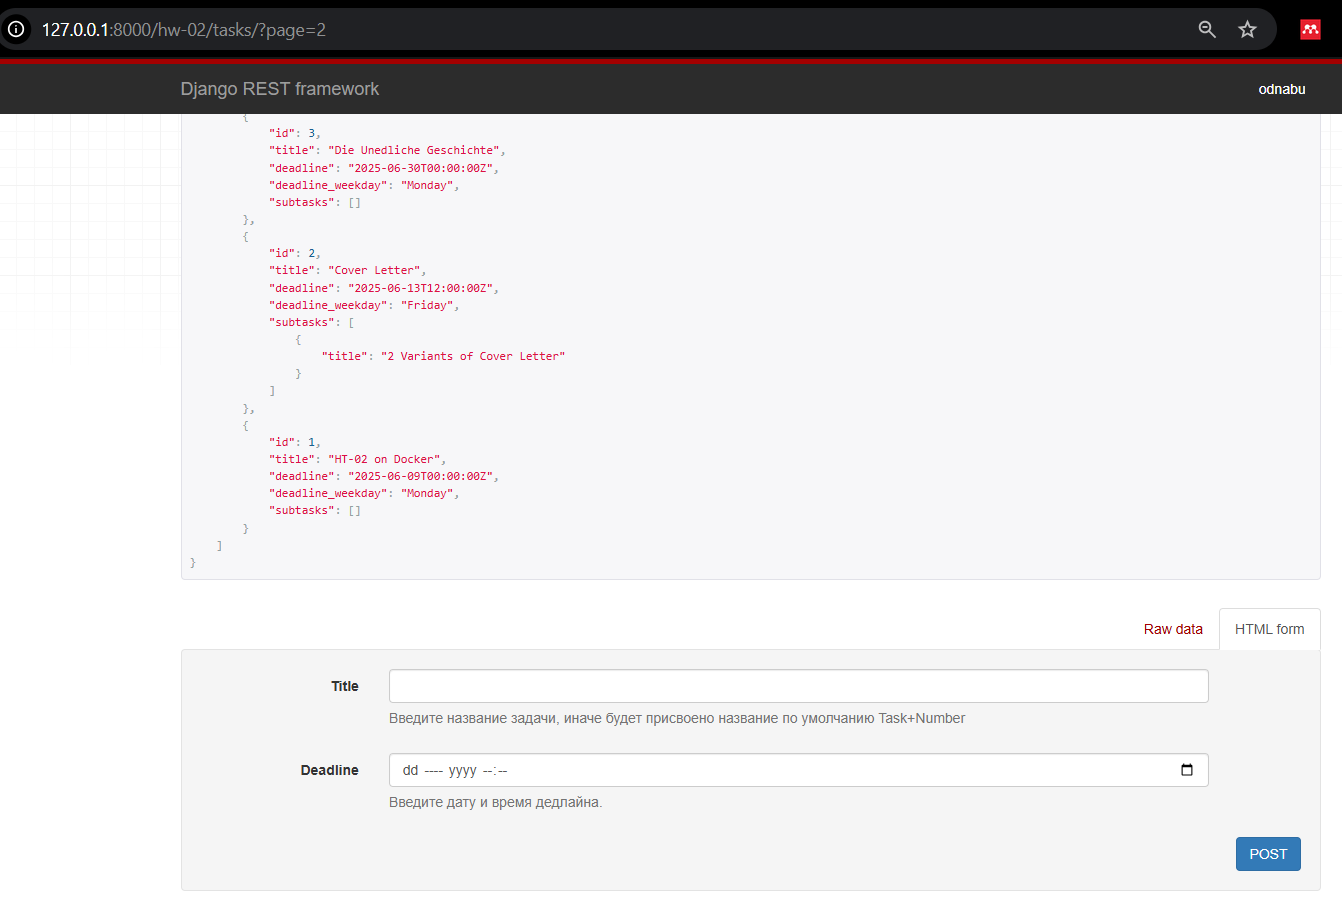 127.0.0.1:8000/hw-02/tasks/?page=2
Django REST framework
odnabu
{
"id": 3,
"title": "Die Unedliche Geschichte",
"deadline": "2025-06-30T00:00:00Z",
"deadline_weekday": "Monday",
"subtasks": []
},
{
"id": 2,
"title": "Cover Letter",
"deadline": "2025-06-13T12:00:00Z",
"deadline_weekday": "Friday",
"subtasks": [
{
"title": "2 Variants of Cover Letter"
}
]
},
{
"id": 1,
"title": "HT-02 on Docker",
"deadline": "2025-06-09T00:00:00Z",
"deadline_weekday": "Monday",
"subtasks": []
}
]
}
Raw data
HTML form
Title
Введите название задачи, иначе будет присвоено название по умолчанию Task+Number
Deadline
dd ---- yyyy --:--
Введите дату и время дедлайна.
POST